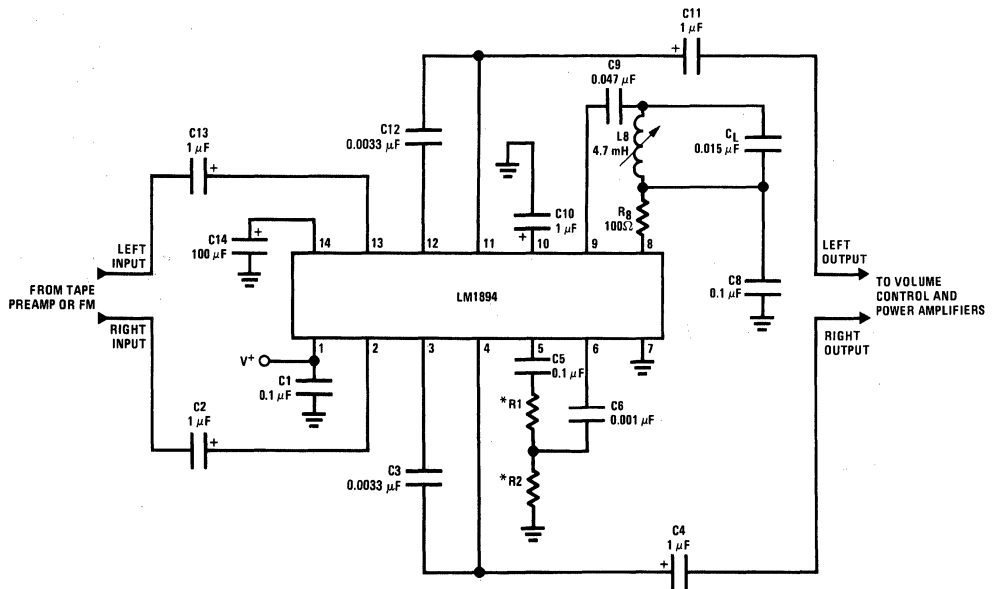 C11
1 μF
+
C9
0.047 μF
C12
0.0033 μF
L8
4.7 mH
CL
0.015 μF
C13
1 μF
+
C10
1 μF
+
R8
100Ω
C14
100 μF
+
14 13 12 11 10 9 8
LEFT
INPUT
LEFT
OUTPUT
FROM TAPE
PREAMP OR FM
LM1894
C8
0.1 μF
TO VOLUME
CONTROL AND
POWER AMPLIFIERS
RIGHT
INPUT
RIGHT
OUTPUT
1 2 3 4 5 6 7
V+
C1
0.1 μF
C5
0.1 μF
*R1
C6
0.001 μF
C2
1 μF
+
C3
0.0033 μF
*R2
C4
1 μF
+